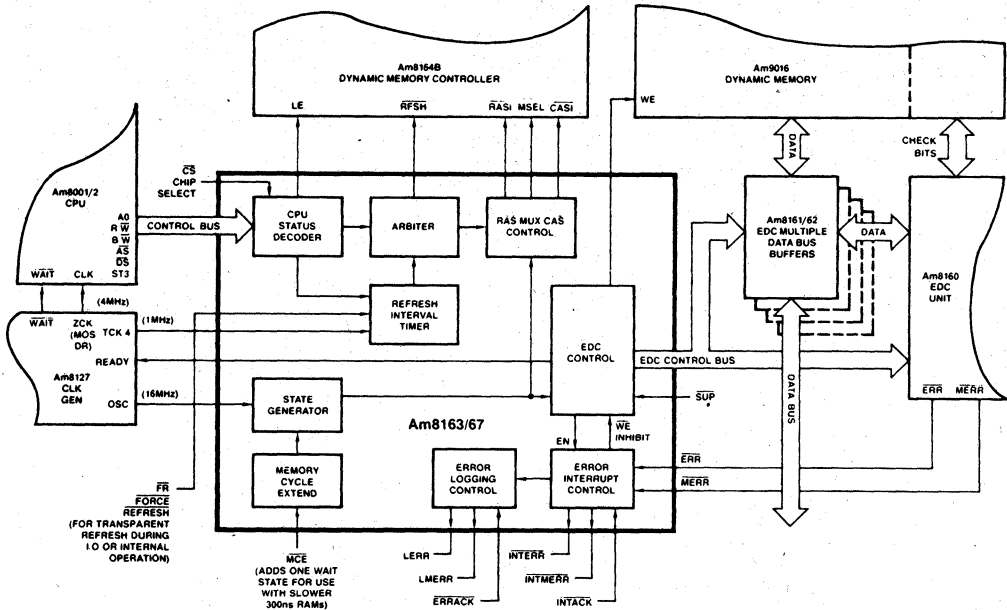 Am8164B
DYNAMIC MEMORY CONTROLLER
LE
RFSH
RASI
MSEL
CASI
Am9016
DYNAMIC MEMORY
WE
DATA
CHECK
BITS
Am8001/2
CPU
A0
R W
B W
AS
DS
ST3
WAIT
CLK
(4MHz)
CONTROL BUS
CS
CHIP
SELECT
CPU
STATUS
DECODER
ARBITER
RAS MUX CAS
CONTROL
Am8161/62
EDC MULTIPLE
DATA BUS
BUFFERS
DATA
Am8160
EDC
UNIT
ERR
MERR
WAIT
ZCK
(MOS
DR)
TCK 4
(1MHz)
READY
Am8127
CLK
GEN
OSC
(16MHz)
REFRESH
INTERVAL
TIMER
EDC
CONTROL
EDC CONTROL BUS
DATA BUS
SUP
STATE
GENERATOR
Am8163/67
EN
WE
INHIBIT
MEMORY
CYCLE
EXTEND
ERROR
LOGGING
CONTROL
ERROR
INTERRUPT
CONTROL
ERR
MERR
FR
FORCE
REFRESH
(FOR TRANSPARENT
REFRESH DURING
I.O OR INTERNAL
OPERATION)
MCE
(ADDS ONE WAIT
STATE FOR USE
WITH SLOWER
300ns RAMs)
LERR
LMERR
ERRACK
INTERR
INTMERR
INTACK